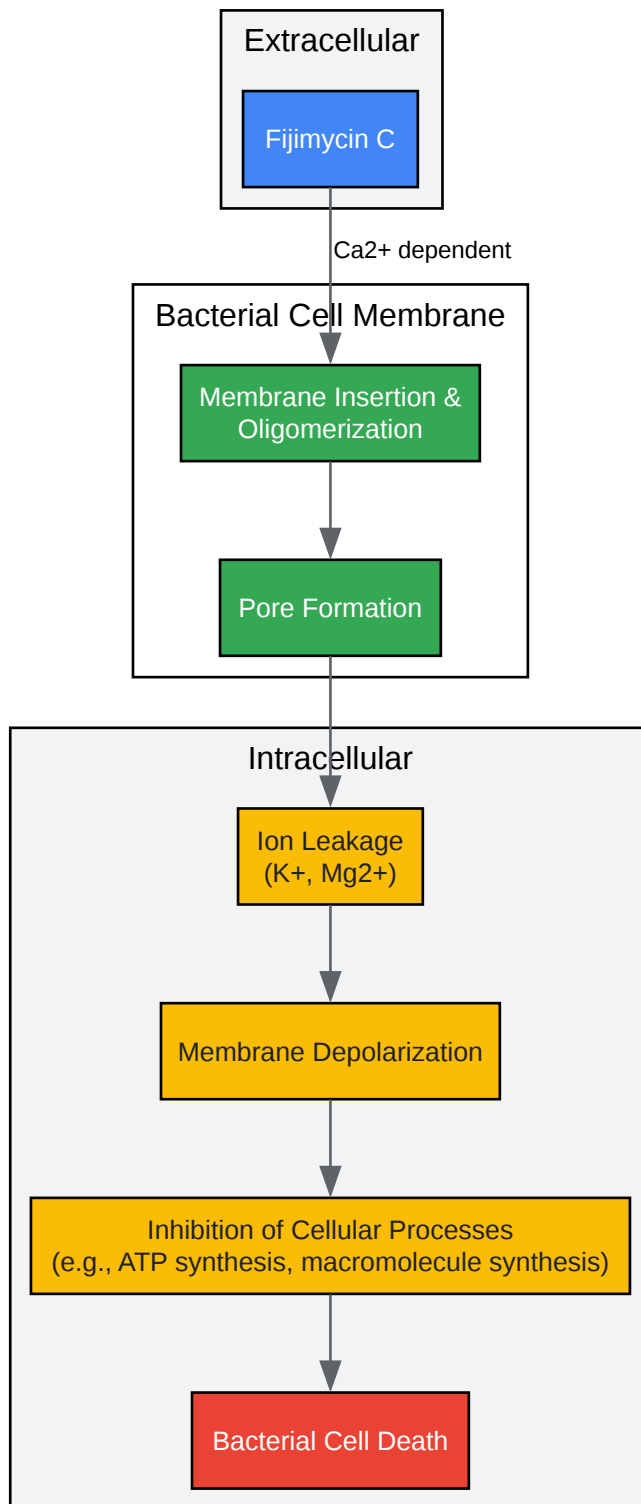 Extracellular
Fijimycin C
Ca2+ dependent
Bacterial Cell Membrane
Membrane Insertion &
Oligomerization
Pore Formation
Intracellular
Ion Leakage
(K+, Mg2+)
Membrane Depolarization
Inhibition of Cellular Processes
(e.g., ATP synthesis, macromolecule synthesis)
Bacterial Cell Death